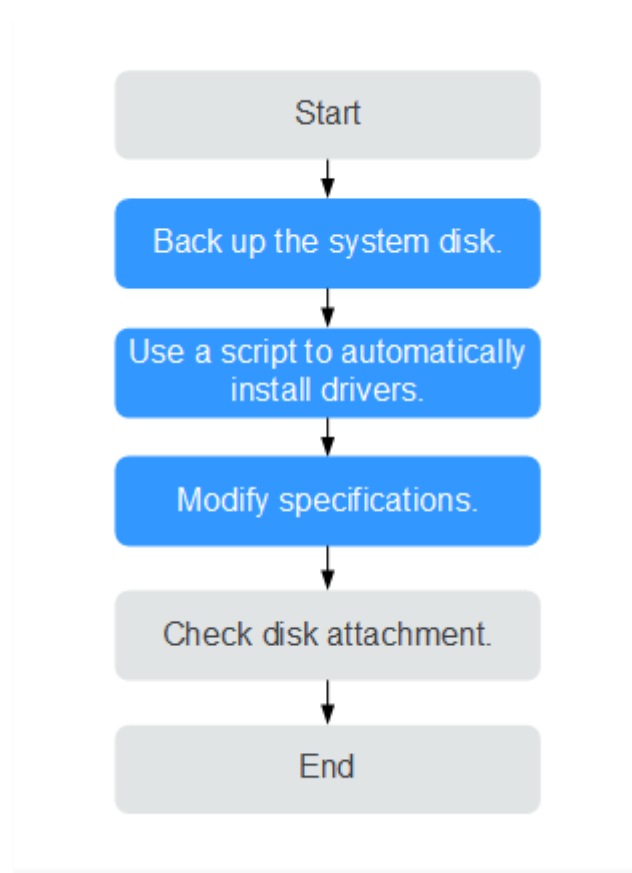 Start
Back up the system disk.
Use a script to automatically
install drivers.
Modify specifications.
Check disk attachment.
End